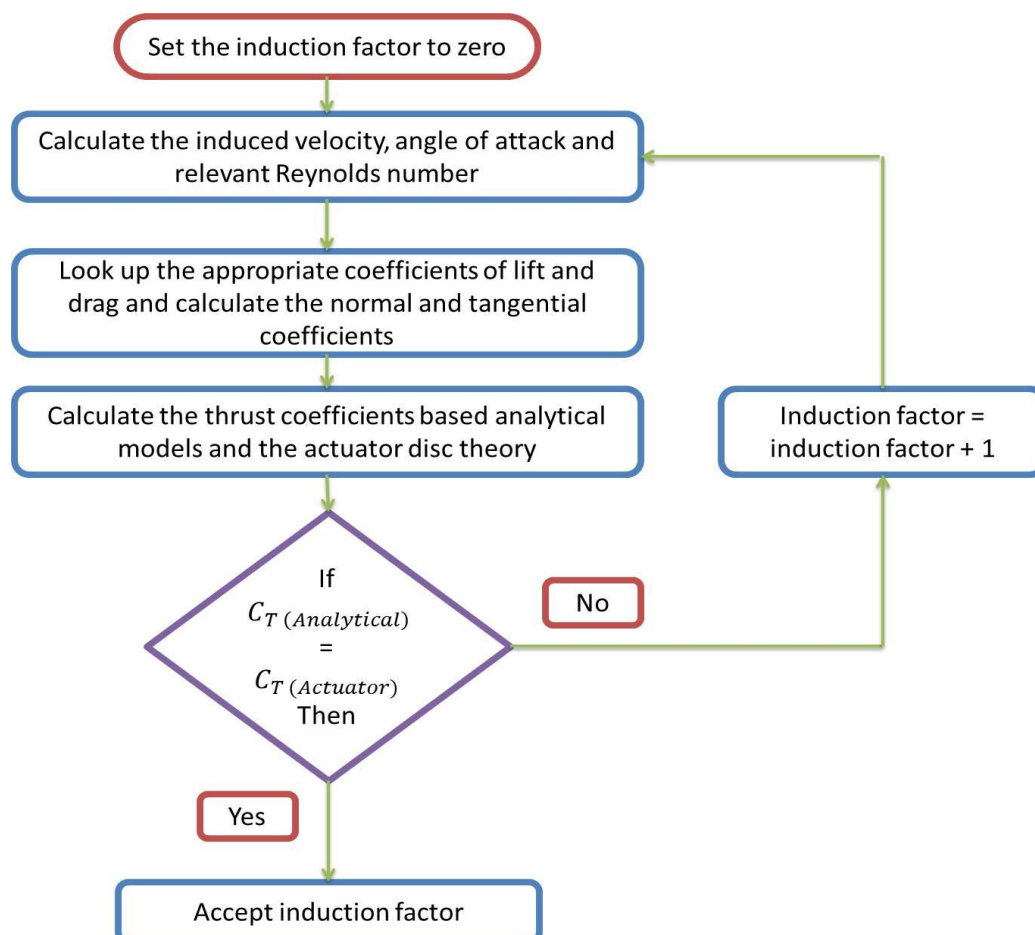 Set the induction factor to zero
Calculate the induced velocity, angle of attack and
relevant Reynolds number
Look up the appropriate coefficients of lift and
drag and calculate the normal and tangential
coefficients
Calculate the thrust coefficients based analytical
models and the actuator disc theory
Induction factor =
induction factor + 1
If
C_T (Analytical)
=
C_T (Actuator)
Then
No
Yes
Accept induction factor